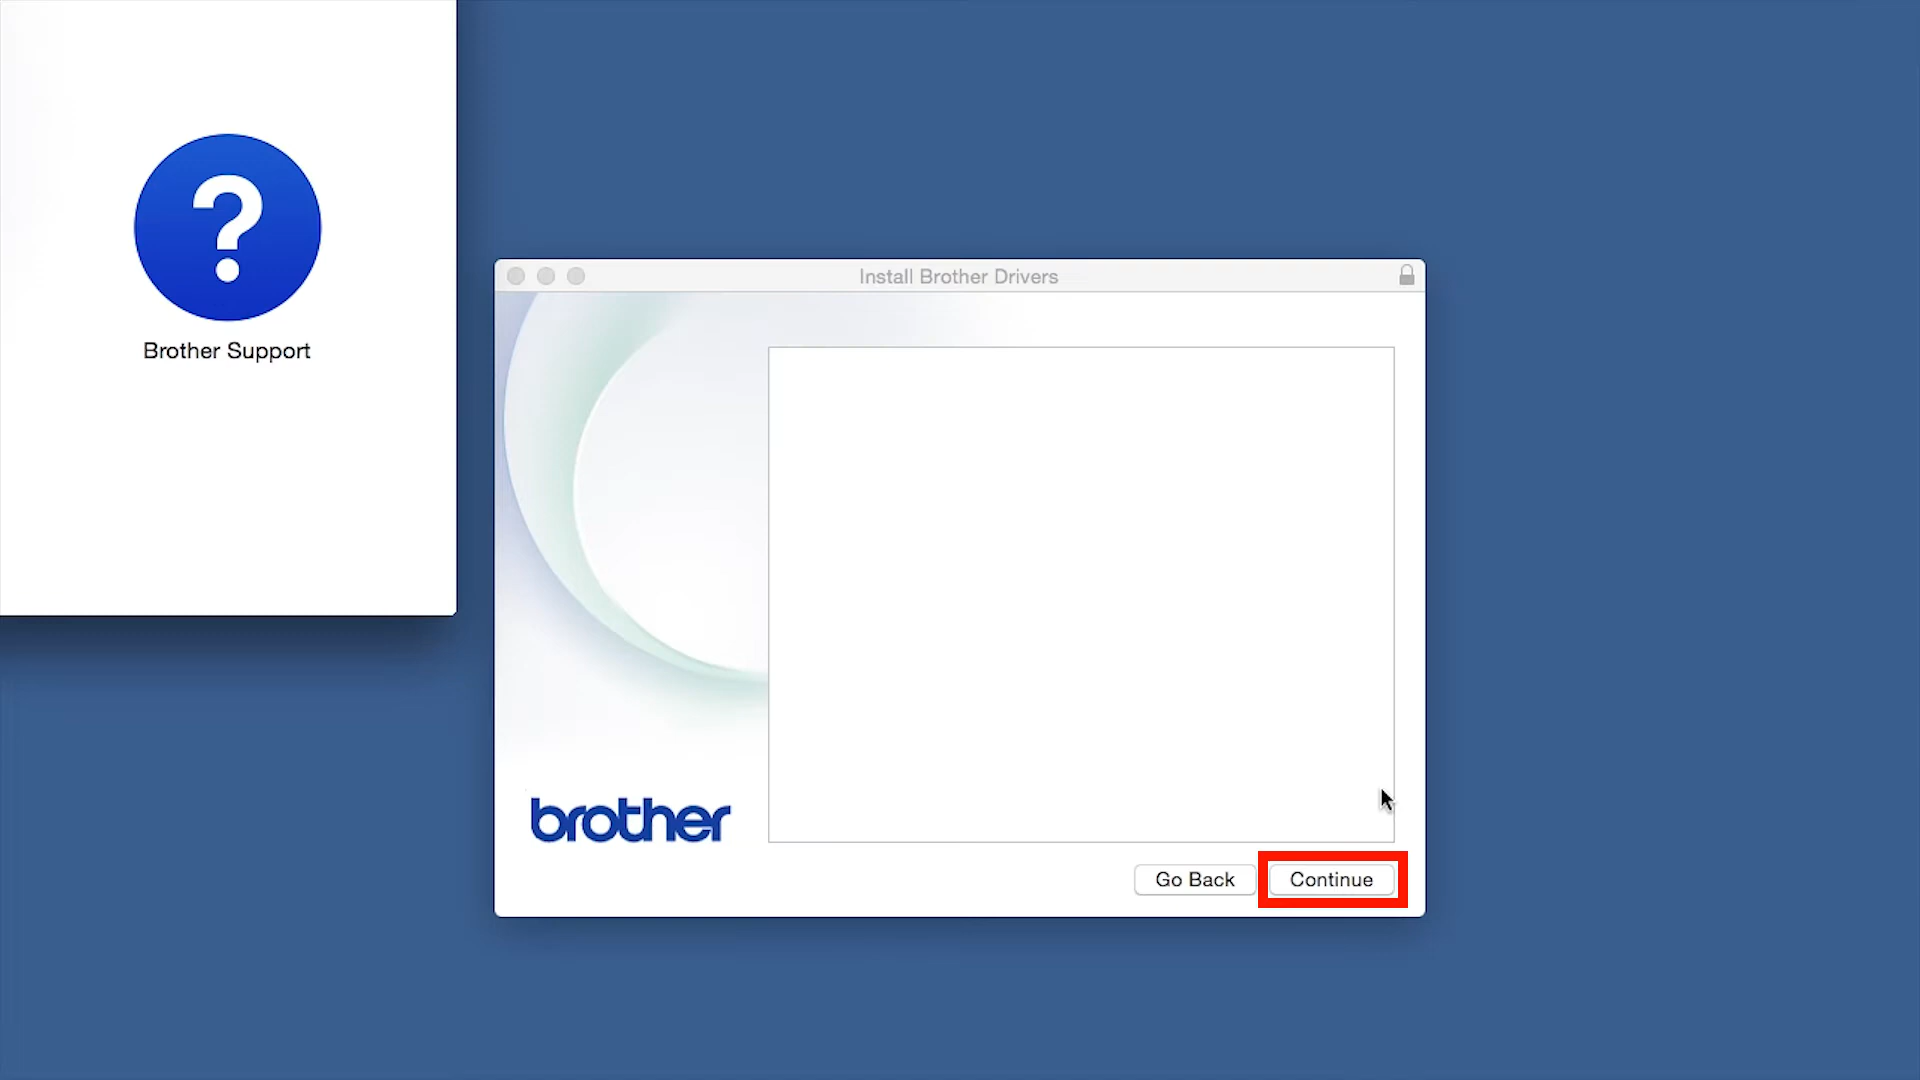 ?
Brother Support
Install Brother Drivers
brother
Go Back
Continue